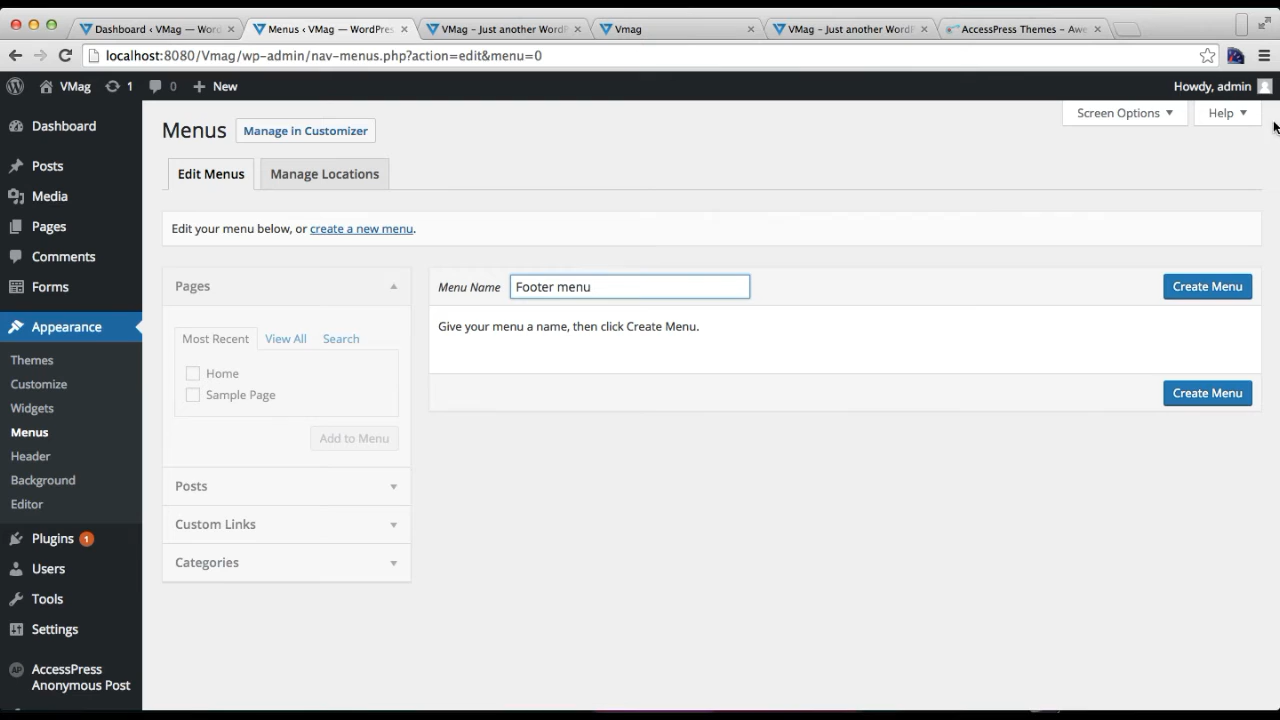 Dashboard ‹ VMag — Word
Menus ‹ VMag — WordPres
VMag – Just another WordP
Vmag
VMag – Just another WordP
AccessPress Themes – Awe
localhost:8080/Vmag/wp-admin/nav-menus.php?action=edit&menu=0
VMag
1
0
New
Howdy, admin
Screen Options
Help
Menus
Manage in Customizer
Edit Menus
Manage Locations
Edit your menu below, or create a new menu.
Dashboard
Posts
Media
Pages
Comments
Forms
Appearance
Themes
Customize
Widgets
Menus
Header
Background
Editor
Plugins 1
Users
Tools
Settings
AccessPress
Anonymous Post
Pages
Most Recent
View All
Search
Home
Sample Page
Add to Menu
Posts
Custom Links
Categories
Menu Name
Footer menu
Create Menu
Give your menu a name, then click Create Menu.
Create Menu